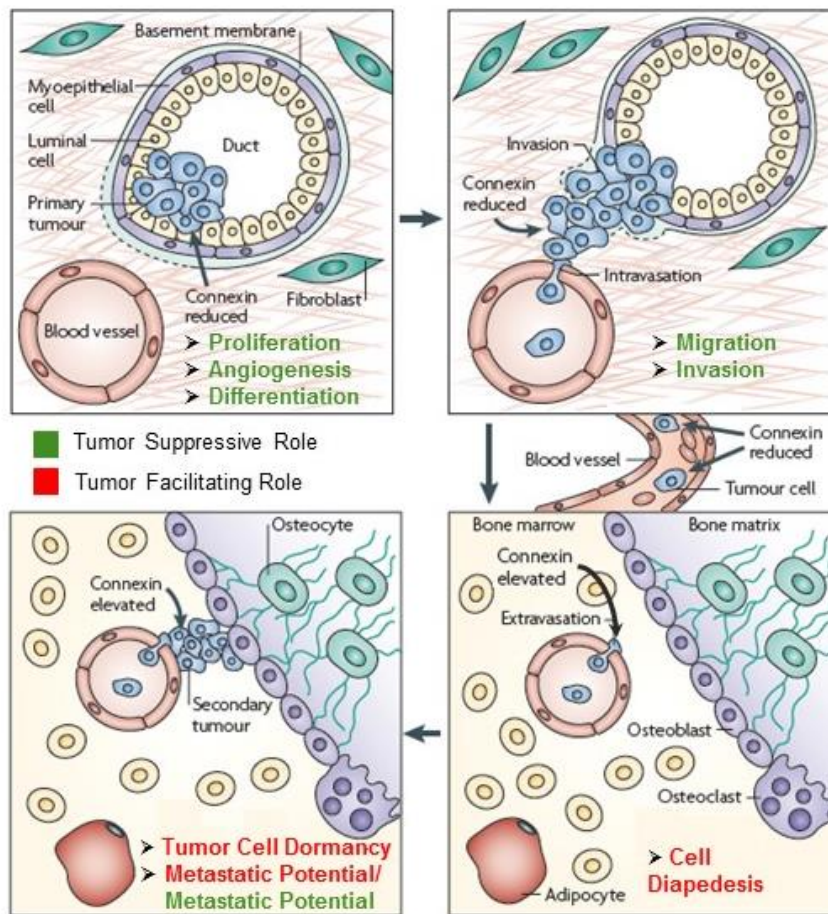 Basement membrane
Myoepithelial
cell
Luminal
cell
Duct
Primary
tumour
Connexin
reduced
Fibroblast
Blood vessel
➢ Proliferation
➢ Angiogenesis
➢ Differentiation
Invasion
Connexin
reduced
Intravasation
➢ Migration
➢ Invasion
Tumor Suppressive Role
Tumor Facilitating Role
Blood vessel
Connexin
reduced
Tumour cell
Osteocyte
Connexin
elevated
Secondary
tumour
➢ Tumor Cell Dormancy
➢ Metastatic Potential/
Metastatic Potential
Bone marrow
Bone matrix
Connexin
elevated
Extravasation
Osteoblast
Osteoclast
Adipocyte
➢ Cell
Diapedesis